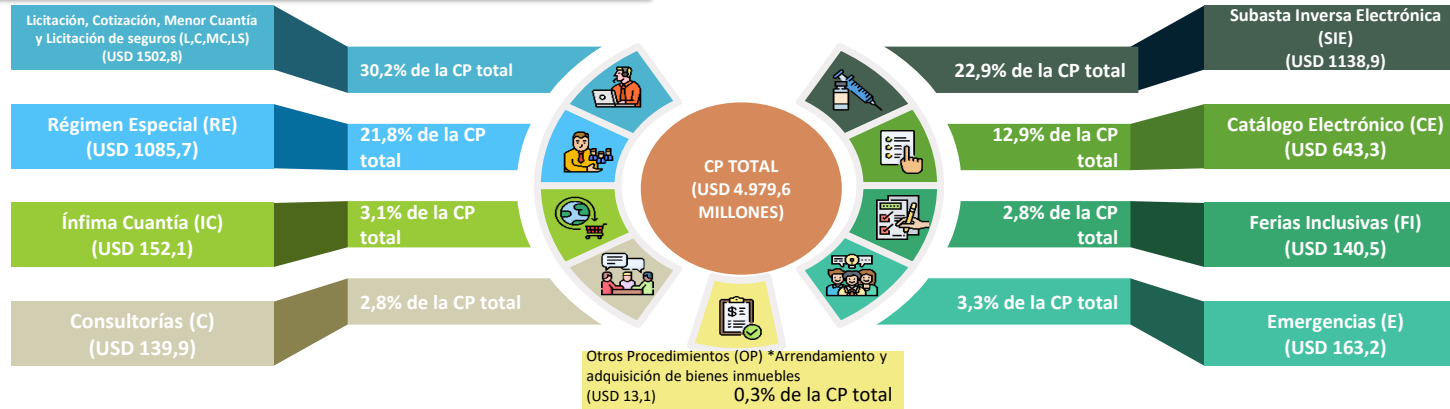 Licitación, Cotización, Menor Cuantía
y Licitación de seguros (L,C,MC,LS)
(USD 1502,8)
30,2% de la CP total
Régimen Especial (RE)
(USD 1085,7)
21,8% de la CP
total
Ínfima Cuantía (IC)
(USD 152,1)
3,1% de la CP
total
Consultorías (C)
(USD 139,9)
2,8% de la CP total
CP TOTAL
(USD 4.979,6
MILLONES)
Subasta Inversa Electrónica
(SIE)
(USD 1138,9)
22,9% de la CP total
Catálogo Electrónico (CE)
(USD 643,3)
12,9% de la CP
total
Ferias Inclusivas (FI)
(USD 140,5)
2,8% de la CP
total
Emergencias (E)
(USD 163,2)
3,3% de la CP total
Otros Procedimientos (OP) *Arrendamiento y
adquisición de bienes inmuebles
(USD 13,1) 0,3% de la CP total